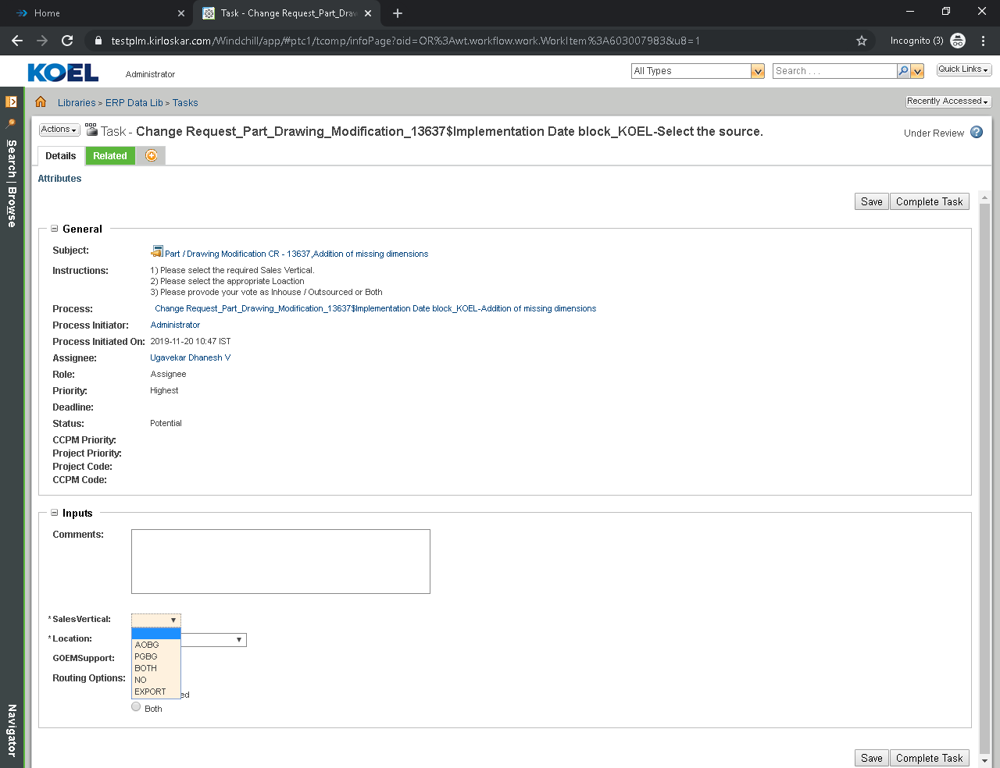 Home
Task - Change Request_Part_Draw
testplm.kirloskar.com/Windchill/app/#ptc1/tcomp/infoPage?oid=OR%3Awt.workflow.work.WorkItem%3A603007983&u8=1
Incognito (3)
KOEL
Administrator
All Types
Search . . .
Quick Links
Libraries > ERP Data Lib > Tasks
Recently Accessed
Actions
Task - Change Request_Part_Drawing_Modification_13637$Implementation Date block_KOEL-Select the source.
Under Review
Details
Related
Attributes
Search | Browse
Save
Complete Task
General
Subject:
Part / Drawing Modification CR - 13637,Addition of missing dimensions
Instructions:
1) Please select the required Sales Vertical.
2) Please select the appropriate Loaction
3) Please provode your vote as Inhouse / Outsourced or Both
Process:
Change Request_Part_Drawing_Modification_13637$Implementation Date block_KOEL-Addition of missing dimensions
Process Initiator:
Administrator
Process Initiated On:
2019-11-20 10:47 IST
Assignee:
Ugavekar Dhanesh V
Role:
Assignee
Priority:
Highest
Deadline:
Status:
Potential
CCPM Priority:
Project Priority:
Project Code:
CCPM Code:
Inputs
Comments:
*SalesVertical:
*Location:
GOEMSupport:
Routing Options:
AOBG
PGBG
BOTH
NO
EXPORT
ed
Both
Navigator
Save
Complete Task